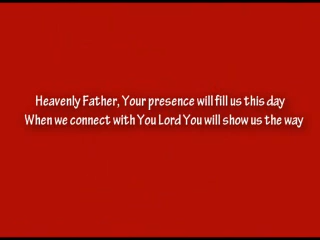 Heavenly Father, Your presence will fill us this day
When we connect with You Lord You will show us the way